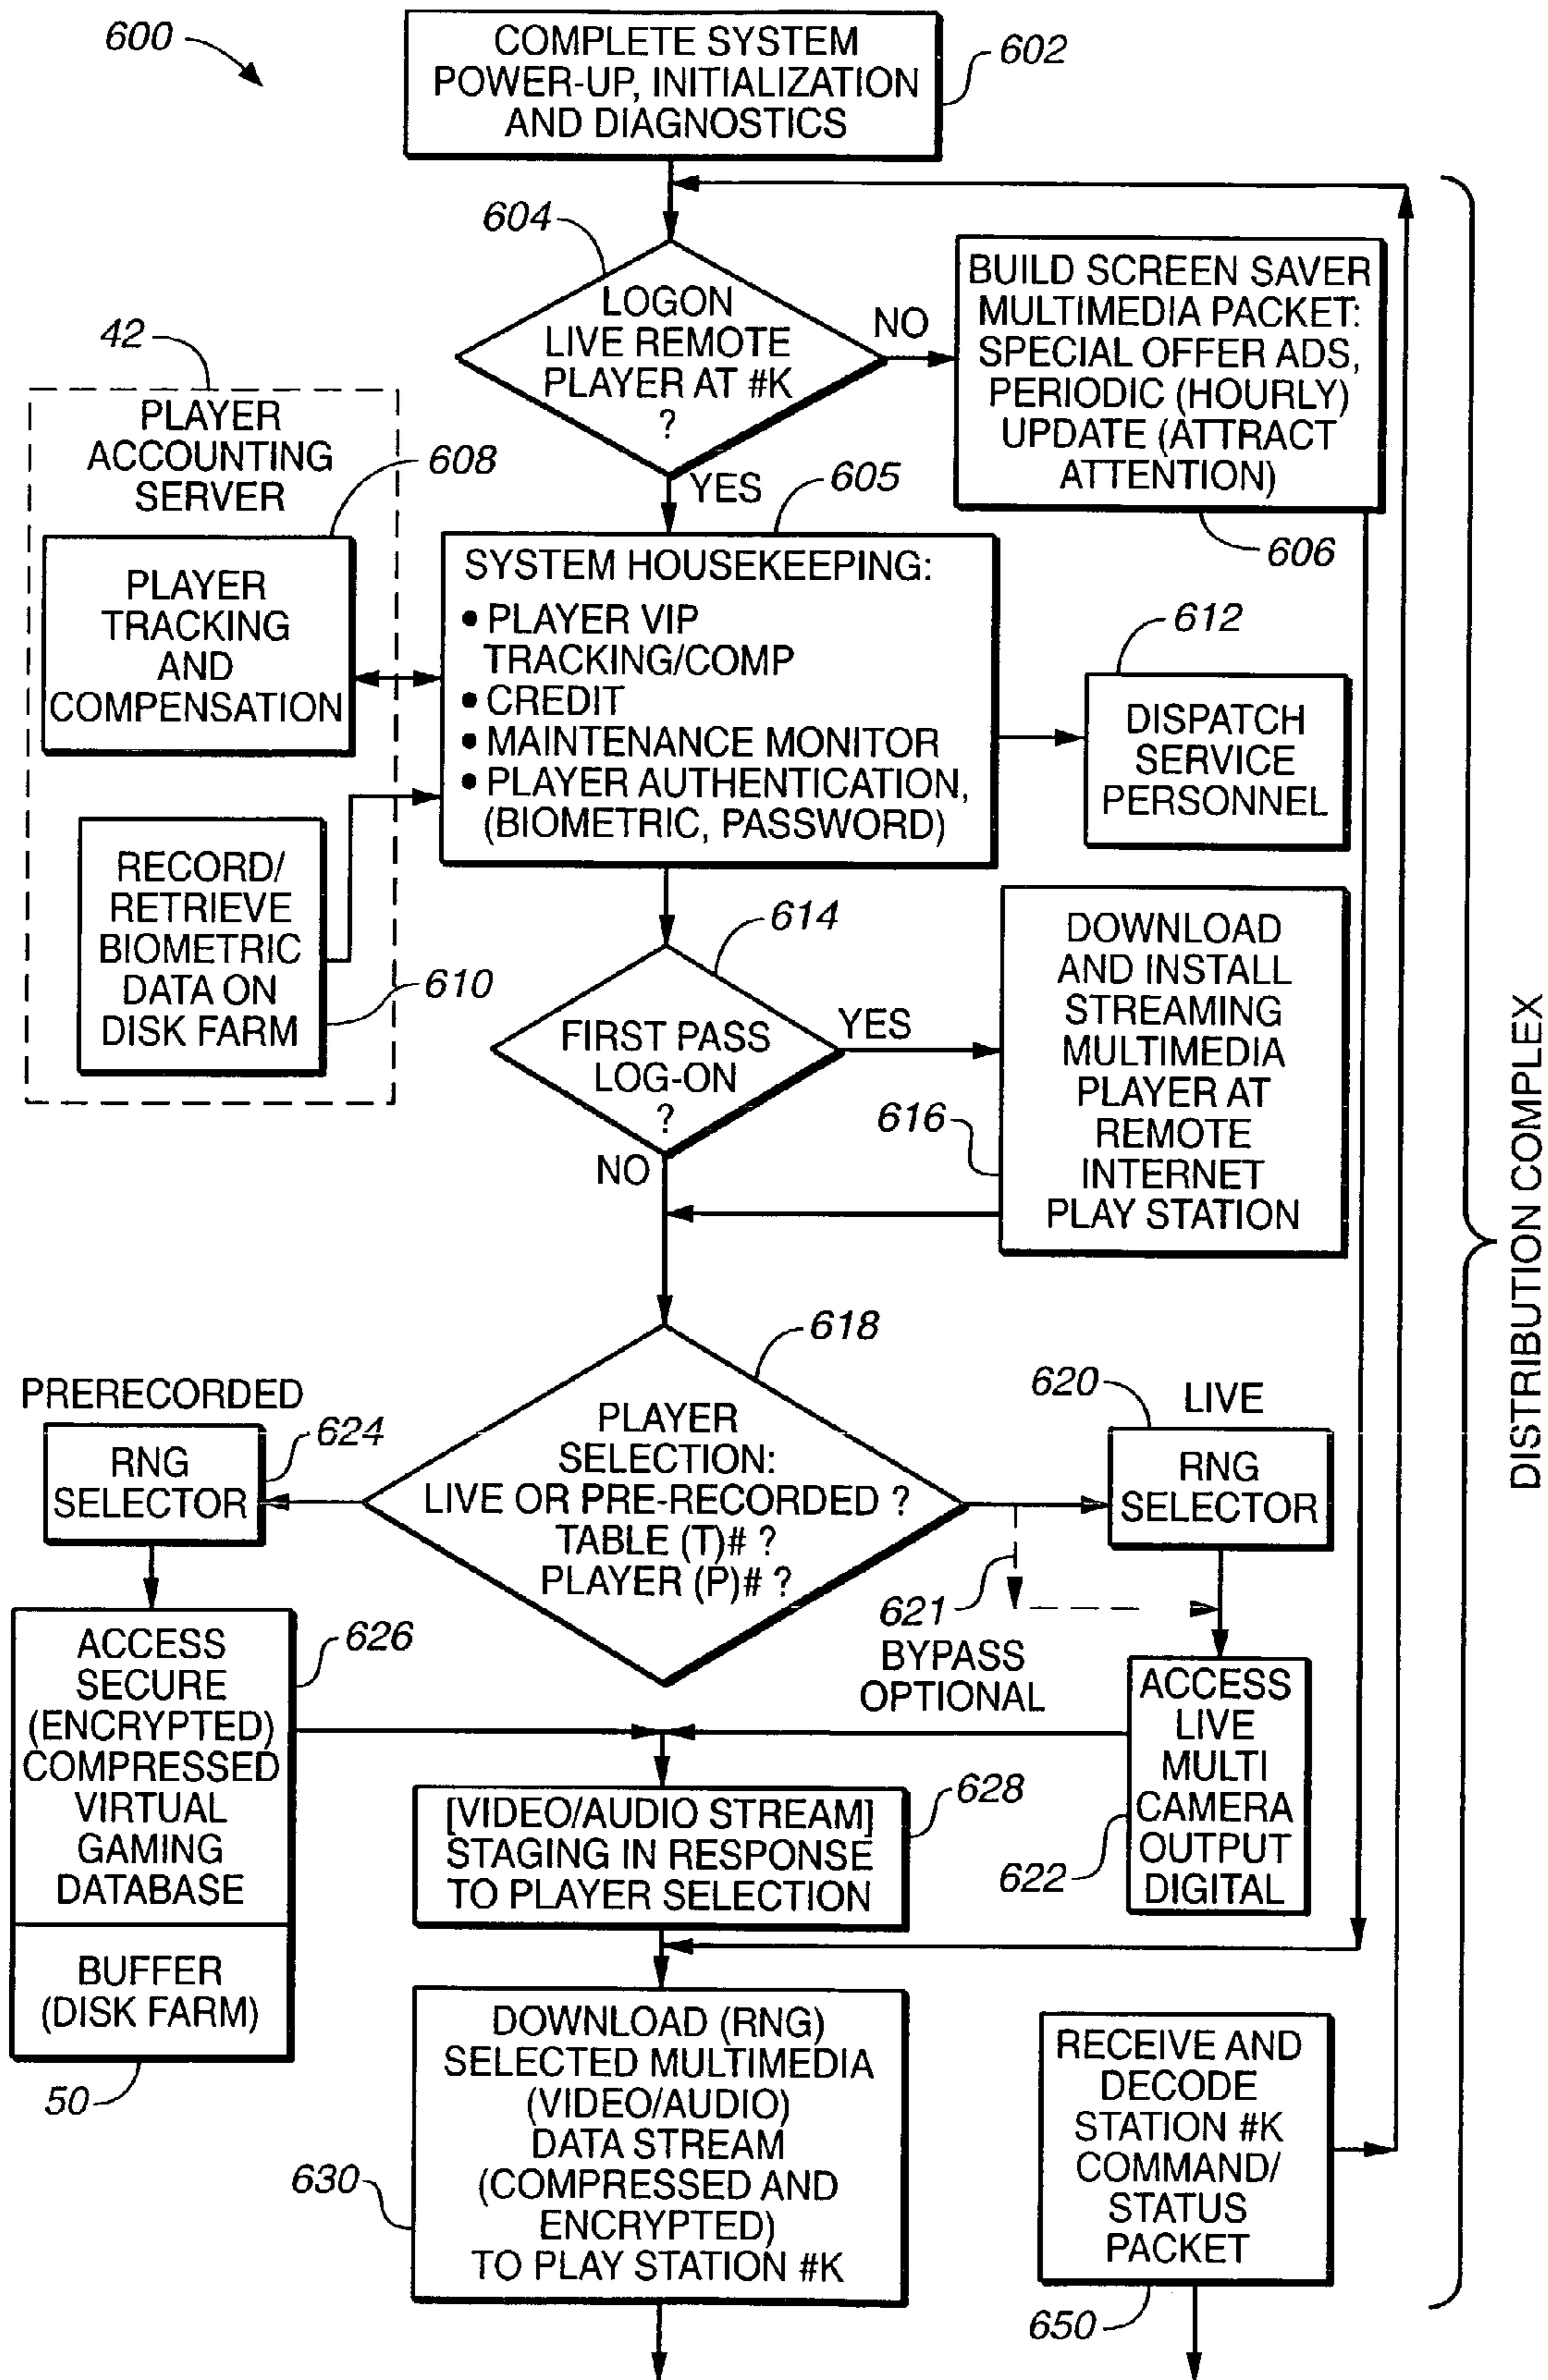 600
COMPLETE SYSTEM
POWER-UP, INITIALIZATION
AND DIAGNOSTICS
602
604
LOGON
LIVE REMOTE
PLAYER AT #K
?
NO
YES
BUILD SCREEN SAVER
MULTIMEDIA PACKET:
SPECIAL OFFER ADS,
PERIODIC (HOURLY)
UPDATE (ATTRACT
ATTENTION)
606
42
PLAYER
ACCOUNTING
SERVER
608
PLAYER
TRACKING
AND
COMPENSATION
605
SYSTEM HOUSEKEEPING:
• PLAYER VIP
TRACKING/COMP
• CREDIT
• MAINTENANCE MONITOR
• PLAYER AUTHENTICATION,
(BIOMETRIC, PASSWORD)
612
DISPATCH
SERVICE
PERSONNEL
RECORD/
RETRIEVE
BIOMETRIC
DATA ON
DISK FARM
610
614
FIRST PASS
LOG-ON
?
YES
NO
DOWNLOAD
AND INSTALL
STREAMING
MULTIMEDIA
PLAYER AT
REMOTE
INTERNET
PLAY STATION
616
DISTRIBUTION COMPLEX
618
PLAYER
SELECTION:
LIVE OR PRE-RECORDED ?
TABLE (T)# ?
PLAYER (P)# ?
PRERECORDED
624
RNG
SELECTOR
620
LIVE
RNG
SELECTOR
621
BYPASS
OPTIONAL
626
ACCESS
SECURE
(ENCRYPTED)
COMPRESSED
VIRTUAL
GAMING
DATABASE
BUFFER
(DISK FARM)
50
ACCESS
LIVE
MULTI
CAMERA
OUTPUT
DIGITAL
622
[VIDEO/AUDIO STREAM]
STAGING IN RESPONSE
TO PLAYER SELECTION
628
DOWNLOAD (RNG)
SELECTED MULTIMEDIA
(VIDEO/AUDIO)
DATA STREAM
(COMPRESSED AND
ENCRYPTED)
TO PLAY STATION #K
630
RECEIVE AND
DECODE
STATION #K
COMMAND/
STATUS
PACKET
650